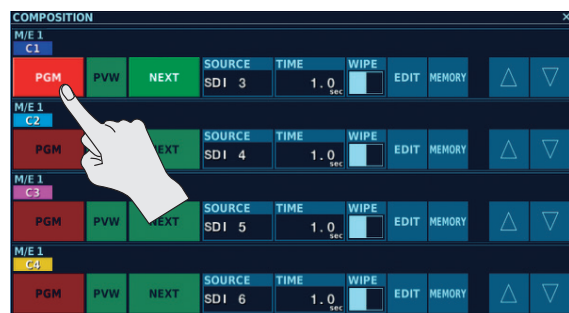 COMPOSITION ×
M/E 1
C1
PGM PVW NEXT SOURCE SDI 3 TIME 1.0 sec WIPE EDIT MEMORY
M/E 1
C2
PGM NEXT SOURCE SDI 4 TIME 1.0 sec WIPE EDIT MEMORY
M/E 1
C3
PGM PVW NEXT SOURCE SDI 5 TIME 1.0 sec WIPE EDIT MEMORY
M/E 1
C4
PGM PVW NEXT SOURCE SDI 6 TIME 1.0 sec WIPE EDIT MEMORY